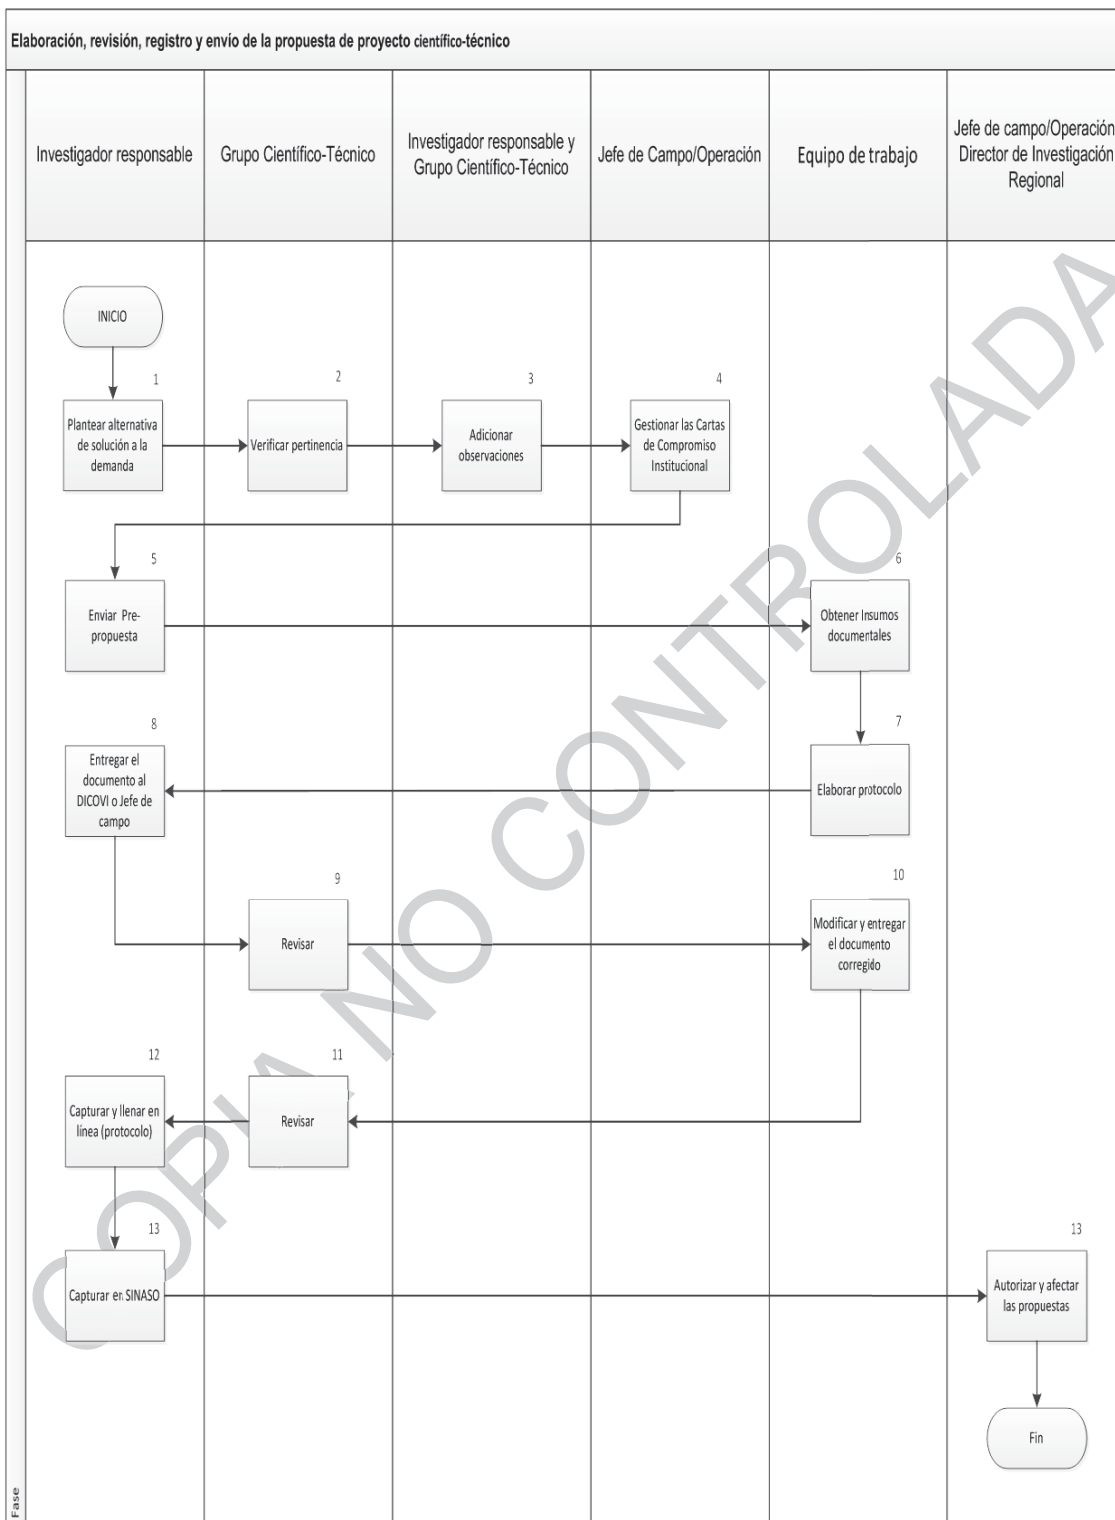 Elaboración, revisión, registro y envío de la propuesta de proyecto científico-técnico
Investigador responsable
Grupo Científico-Técnico
Investigador responsable y
Grupo Científico-Técnico
Jefe de Campo/Operación
Equipo de trabajo
Jefe de campo/Operación
Director de Investigación
Regional
INICIO
1
Plantear alternativa
de solución a la
demanda
2
Verificar pertinencia
3
Adicionar
observaciones
4
Gestionar las Cartas
de Compromiso
Institucional
5
Enviar Pre-
propuesta
6
Obtener Insumos
documentales
7
Elaborar protocolo
8
Entregar el
documento al
DICOVI o Jefe de
campo
9
Revisar
10
Modificar y entregar
el documento
corregido
11
Revisar
12
Capturar y llenar en
línea (protocolo)
13
Capturar en SINASO
13
Autorizar y afectar
las propuestas
Fin
Fase
COPIA NO CONTROLADA